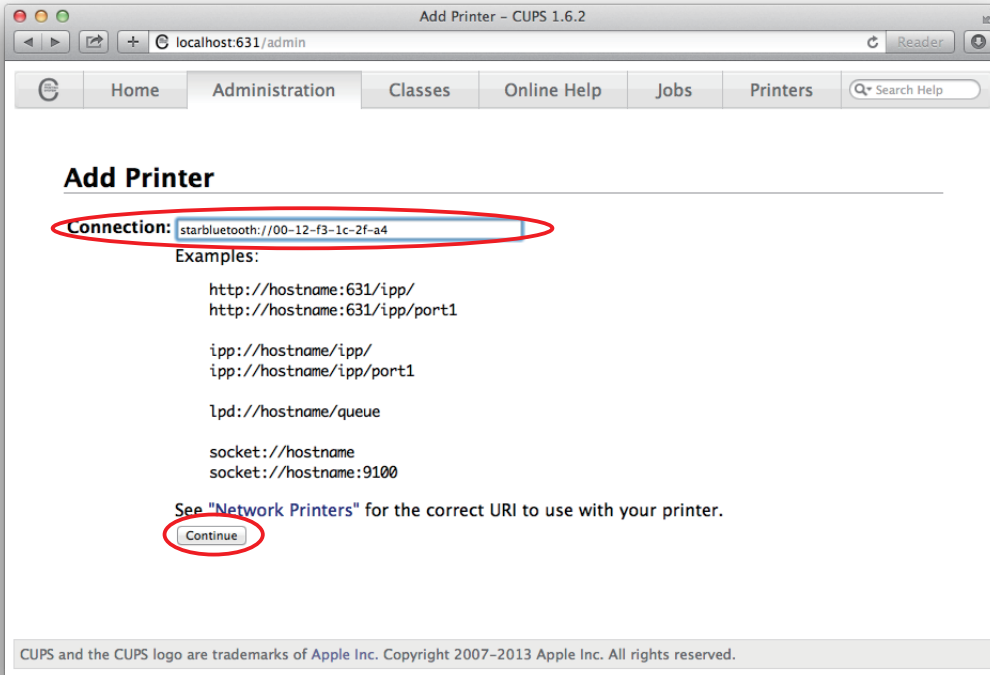 Add Printer – CUPS 1.6.2
localhost:631/admin
Reader
Home
Administration
Classes
Online Help
Jobs
Printers
Search Help
Add Printer
Connection: starbluetooth://00-12-f3-1c-2f-a4
Examples:
http://hostname:631/ipp/
http://hostname:631/ipp/port1
ipp://hostname/ipp/
ipp://hostname/ipp/port1
lpd://hostname/queue
socket://hostname
socket://hostname:9100
See "Network Printers" for the correct URI to use with your printer.
Continue
CUPS and the CUPS logo are trademarks of Apple Inc. Copyright 2007-2013 Apple Inc. All rights reserved.